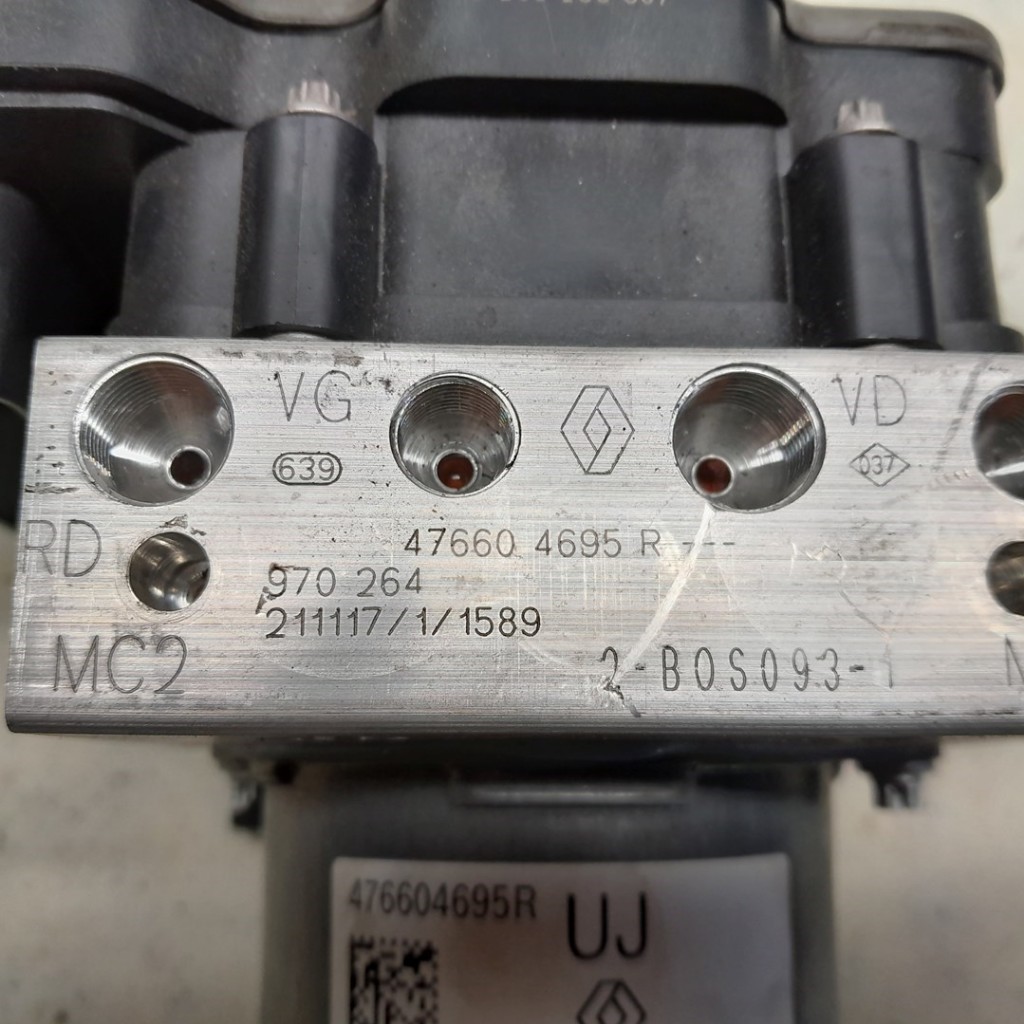 VG
VD
639
037
RD
47660 4695 R ---
970 264
211117/1/1589
MC2
2-BOS093-1
476604695R
UJ